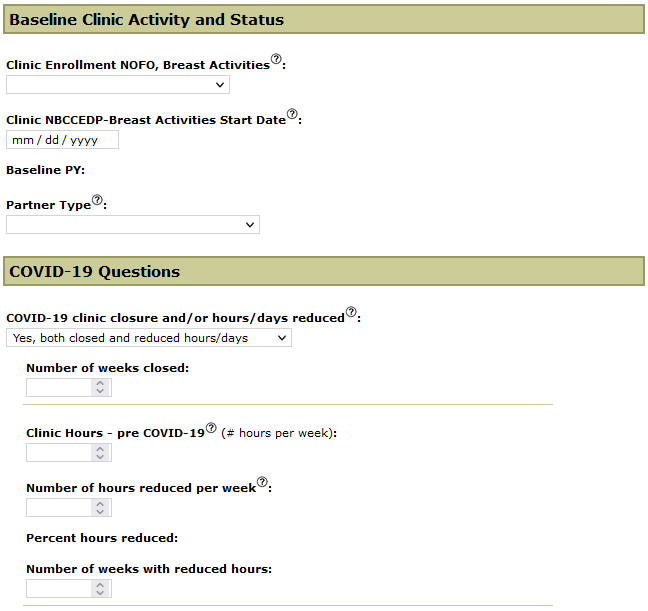 Baseline Clinic Activity and Status
Clinic Enrollment NOFO, Breast Activities?:
Clinic NBCCEDP-Breast Activities Start Date?:
mm / dd / yyyy
Baseline PY:
Partner Type?:
COVID-19 Questions
COVID-19 clinic closure and/or hours/days reduced?:
Yes, both closed and reduced hours/days
Number of weeks closed:
Clinic Hours - pre COVID-19? (# hours per week):
Number of hours reduced per week?:
Percent hours reduced:
Number of weeks with reduced hours: